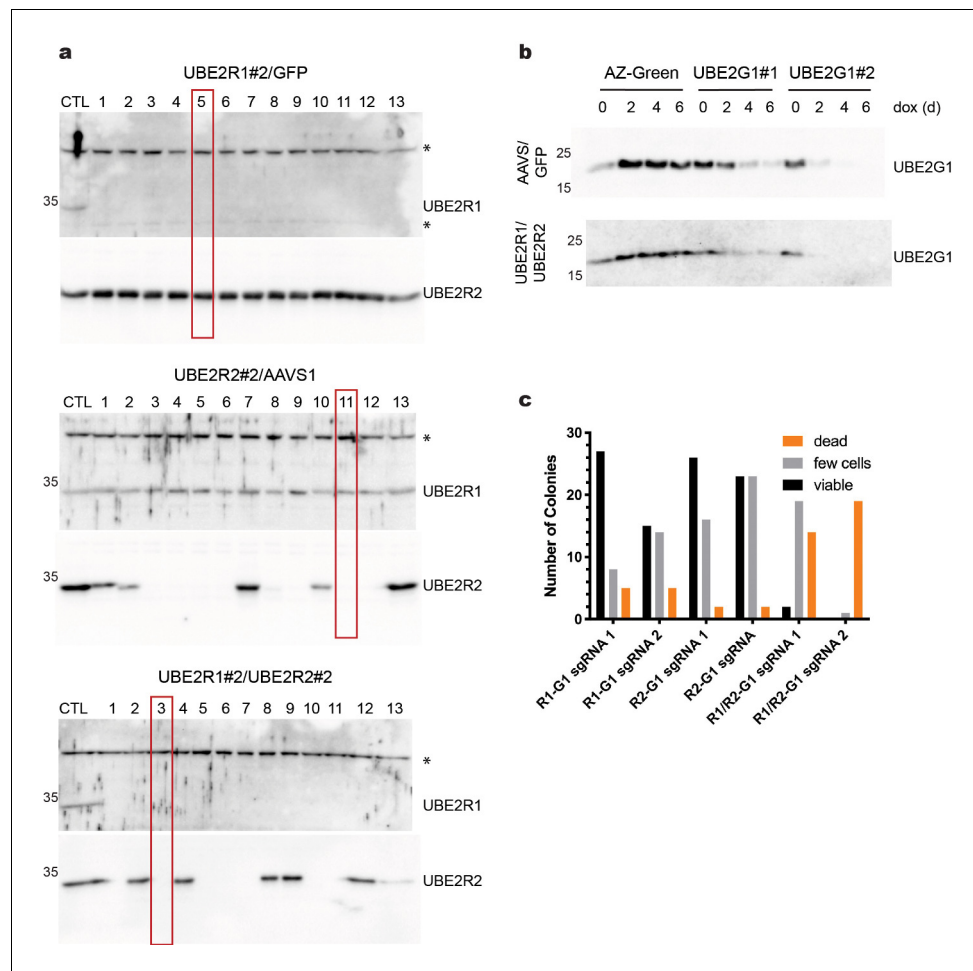 a
UBE2R1#2/GFP
CTL 1 2 3 4 5 6 7 8 9 10 11 12 13
*
35
UBE2R1
*
UBE2R2
UBE2R2#2/AAVS1
CTL 1 2 3 4 5 6 7 8 9 10 11 12 13
*
35
UBE2R1
35
UBE2R2
UBE2R1#2/UBE2R2#2
CTL 1 2 3 4 5 6 7 8 9 10 11 12 13
*
35
UBE2R1
35
UBE2R2
b
AZ-Green UBE2G1#1 UBE2G1#2
0 2 4 6 0 2 4 6 0 2 4 6 dox (d)
AAVS/
GFP
25
15
UBE2G1
UBE2R1/
UBE2R2
25
15
UBE2G1
c
Number of Colonies
30
20
10
0
dead
few cells
viable
R1-G1 sgRNA 1
R1-G1 sgRNA 2
R2-G1 sgRNA 1
R2-G1 sgRNA
R1/R2-G1 sgRNA 1
R1/R2-G1 sgRNA 2